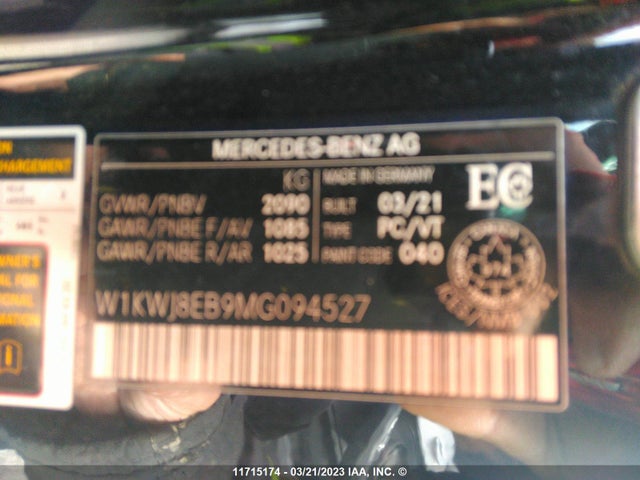 CHARGEMENT
MERCEDES-BENZ AG
KG
MADE IN GERMANY
GVWR/PNBV 2090
BUILT 03/21
GAWR/PNBE F/AV 1085
TYPE PC/VT
GAWR/PNBE R/AR 1025
PAINT CODE 040
W1KWJ8EB9MG094527
11715174 - 03/21/2023 IAA, INC. ©